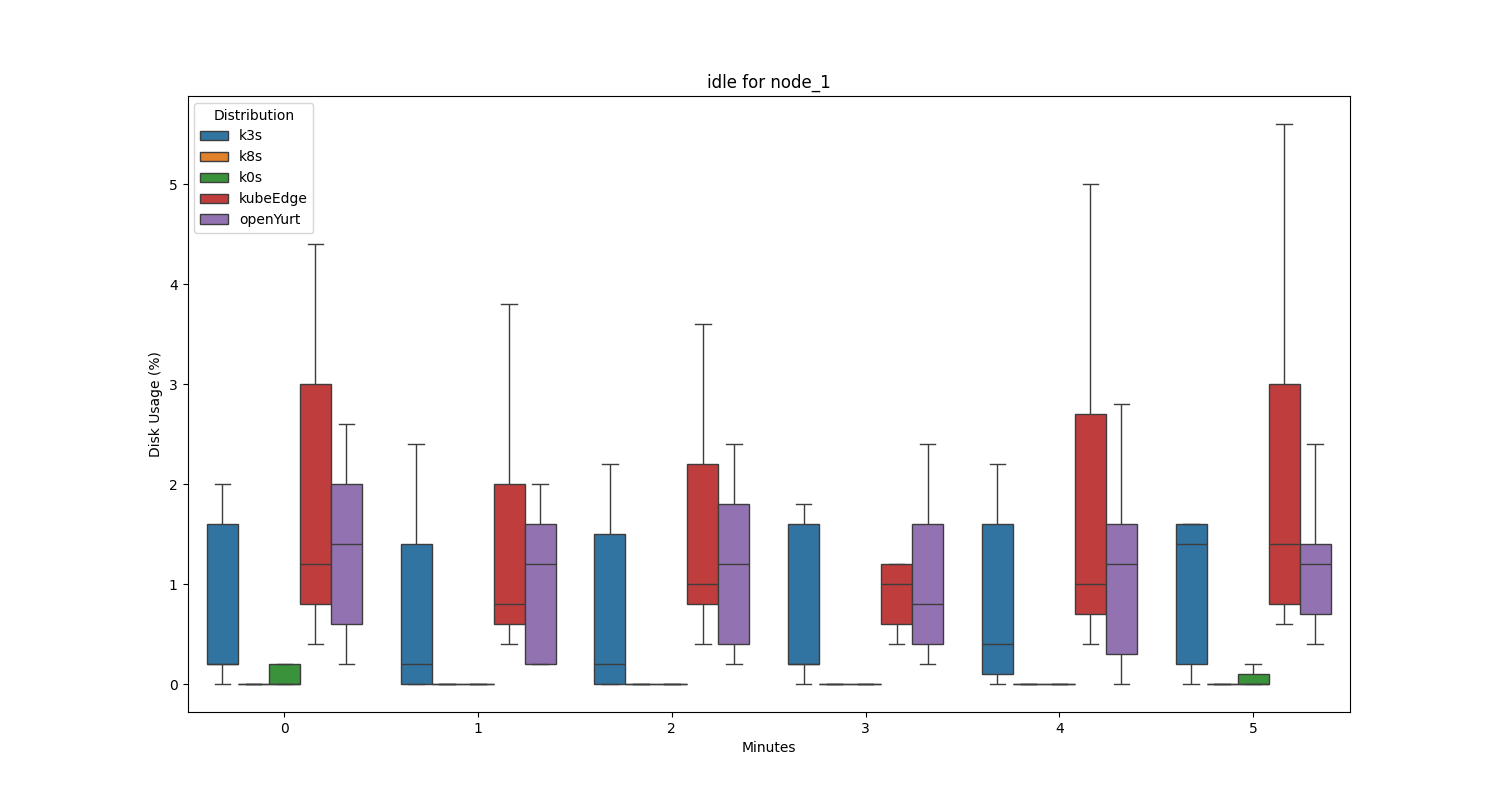 idle for node_1
Distribution
k3s
k8s
k0s
kubeEdge
openYurt
Disk Usage (%)
5
4
3
2
1
0
0 1 2 3 4 5
Minutes